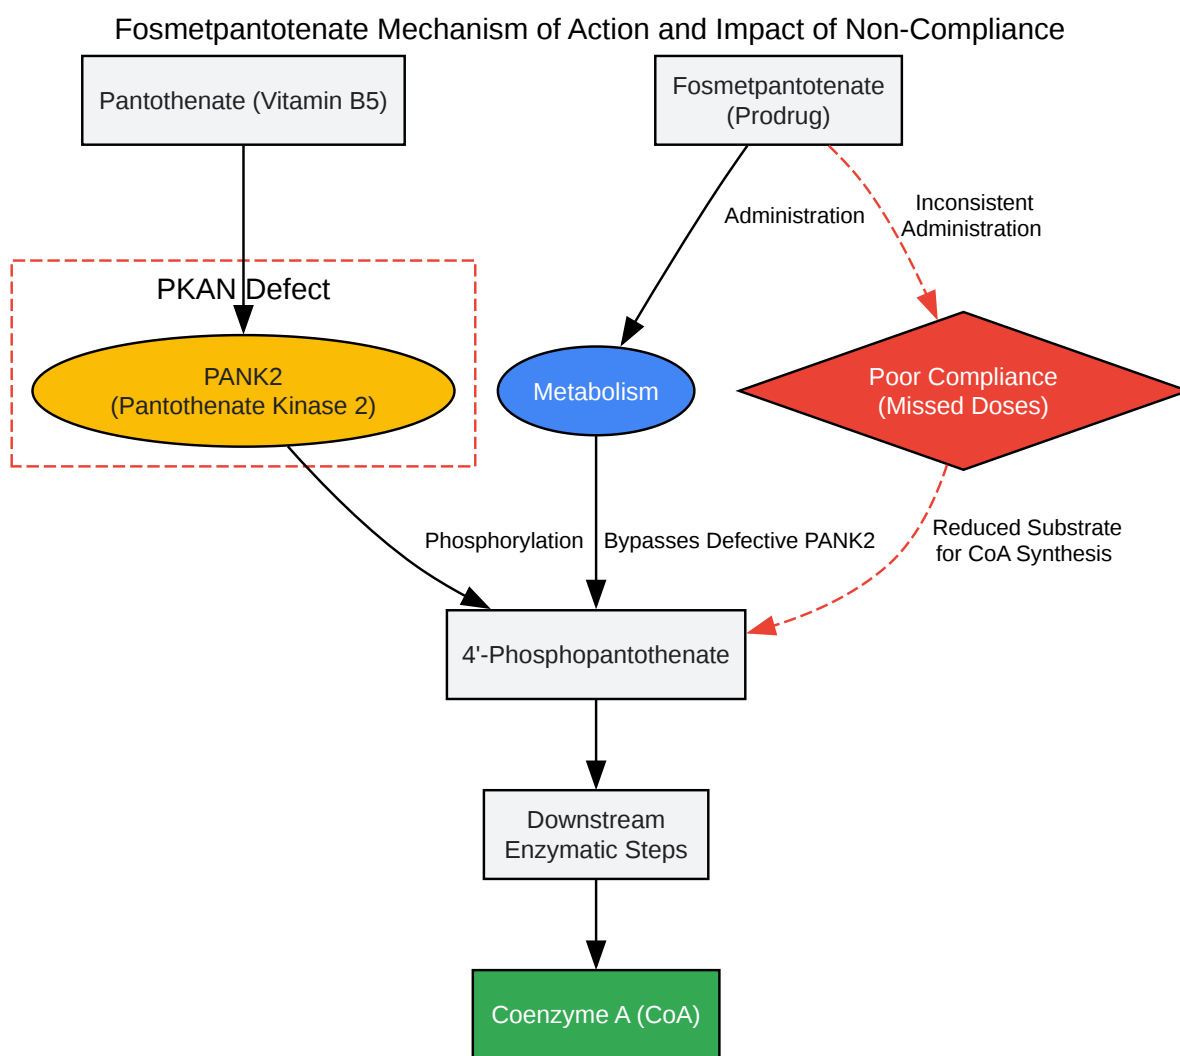 Fosmetpantotenate Mechanism of Action and Impact of Non-Compliance
Pantothenate (Vitamin B5)
Fosmetpantotenate
(Prodrug)
Administration
Inconsistent
Administration
PKAN Defect
PANK2
(Pantothenate Kinase 2)
Metabolism
Poor Compliance
(Missed Doses)
Phosphorylation
Bypasses Defective PANK2
Reduced Substrate
for CoA Synthesis
4'-Phosphopantothenate
Downstream
Enzymatic Steps
Coenzyme A (CoA)